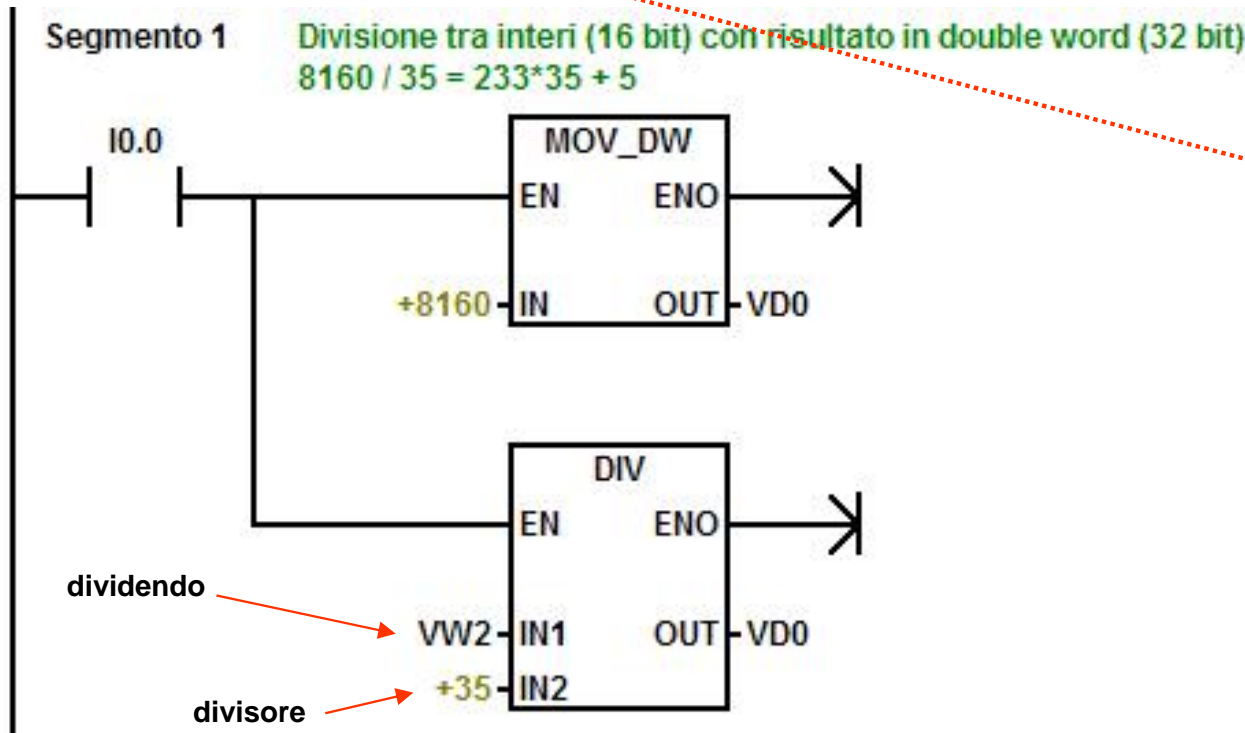 Segmento 1 Divisione tra interi (16 bit) con risultato in double word (32 bit)
8160 / 35 = 233*35 + 5
I0.0
MOV_DW
EN ENO
+8160 IN OUT VD0
DIV
EN ENO
dividendo
VW2 IN1 OUT VD0
+35 IN2
divisore